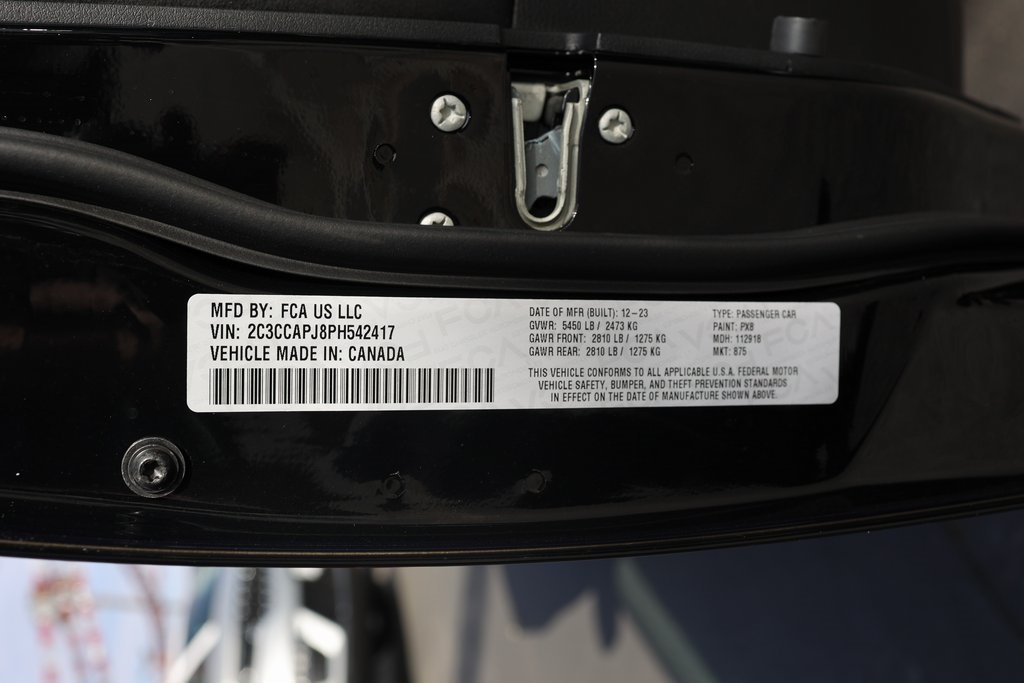 MFD BY: FCA US LLC
VIN: 2C3CCAPJ8PH542417
VEHICLE MADE IN: CANADA
DATE OF MFR (BUILT): 12-23
GVWR: 5450 LB / 2473 KG
GAWR FRONT: 2810 LB / 1275 KG
GAWR REAR: 2810 LB / 1275 KG
TYPE: PASSENGER CAR
PAINT: PX8
MDH: 112918
MKT: 875
THIS VEHICLE CONFORMS TO ALL APPLICABLE U.S.A. FEDERAL MOTOR
VEHICLE SAFETY, BUMPER, AND THEFT PREVENTION STANDARDS
IN EFFECT ON THE DATE OF MANUFACTURE SHOWN ABOVE.